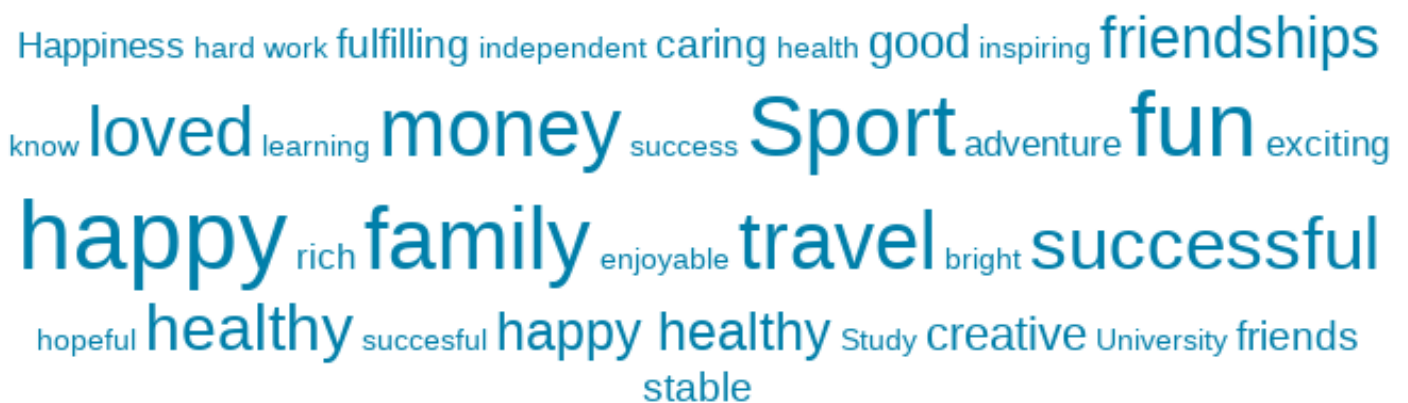 Happiness hard work fulfilling independent caring health good inspiring friendships
know loved learning money success Sport adventure fun exciting
happy rich family enjoyable travel bright successful
hopeful healthy succesful happy healthy Study creative University friends
stable